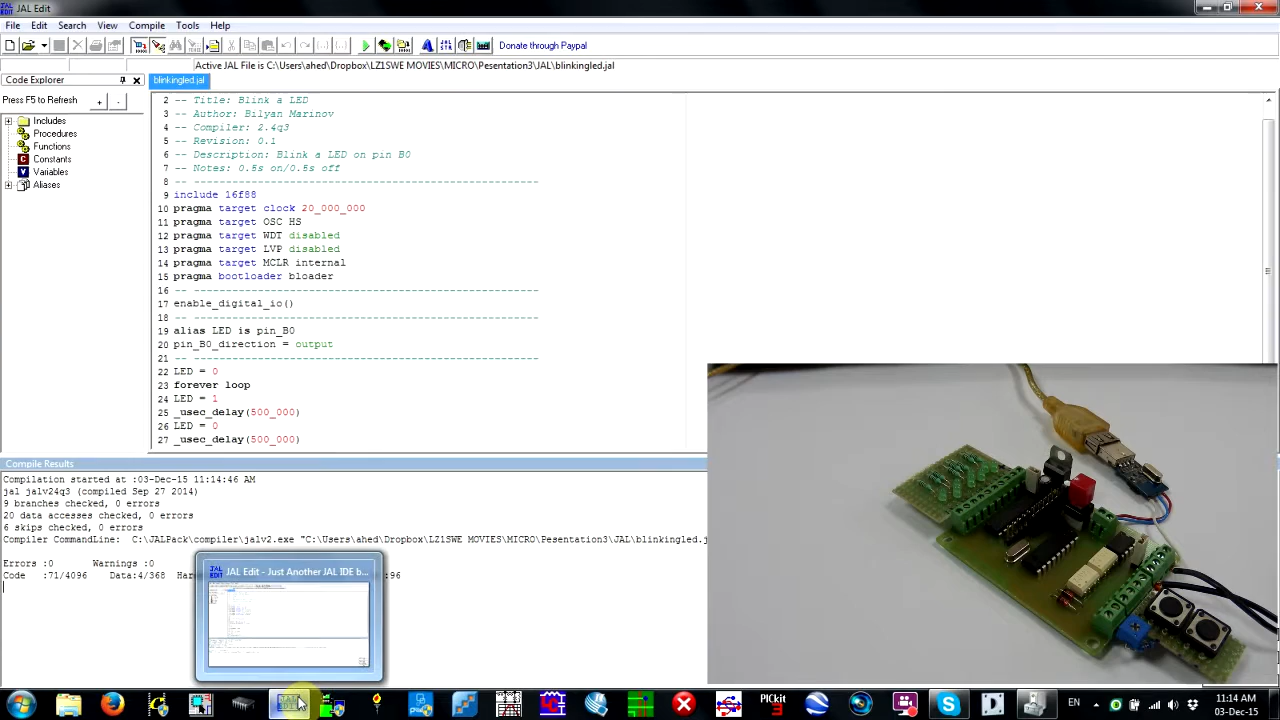 JAL Edit
File Edit Search View Compile Tools Help
Donate through Paypal
Active JAL File is C:\Users\ahed\Dropbox\LZ1SWE MOVIES\MICRO\Pesentation3\JAL\blinkingled.jal
Code Explorer
blinkingled.jal
Press F5 to Refresh + -
Includes
Procedures
Functions
Constants
Variables
Aliases
2 -- Title: Blink a LED
3 -- Author: Bilyan Marinov
4 -- Compiler: 2.4q3
5 -- Revision: 0.1
6 -- Description: Blink a LED on pin B0
7 -- Notes: 0.5s on/0.5s off
8 -- ----------------------------------------------------
9 include 16f88
10 pragma target clock 20_000_000
11 pragma target OSC HS
12 pragma target WDT disabled
13 pragma target LVP disabled
14 pragma target MCLR internal
15 pragma bootloader bloader
16 -- ----------------------------------------------------
17 enable_digital_io()
18 -- ----------------------------------------------------
19 alias LED is pin_B0
20 pin_B0_direction = output
21 -- ----------------------------------------------------
22 LED = 0
23 forever loop
24 LED = 1
25 _usec_delay(500_000)
26 LED = 0
27 _usec_delay(500_000)
Compile Results
Compilation started at :03-Dec-15 11:14:46 AM
jal jalv24q3 (compiled Sep 27 2014)
9 branches checked, 0 errors
20 data accesses checked, 0 errors
6 skips checked, 0 errors
Compiler CommandLine: C:\JALPack\compiler\jalv2.exe "C:\Users\ahed\Dropbox\LZ1SWE MOVIES\MICRO\Pesentation3\JAL\blinkingled.j
Errors :0 Warnings :0
Code :71/4096 Data:4/368 Har 96
JAL Edit - Just Another JAL IDE b...
PICkit 3
EN
11:14 AM
03-Dec-15